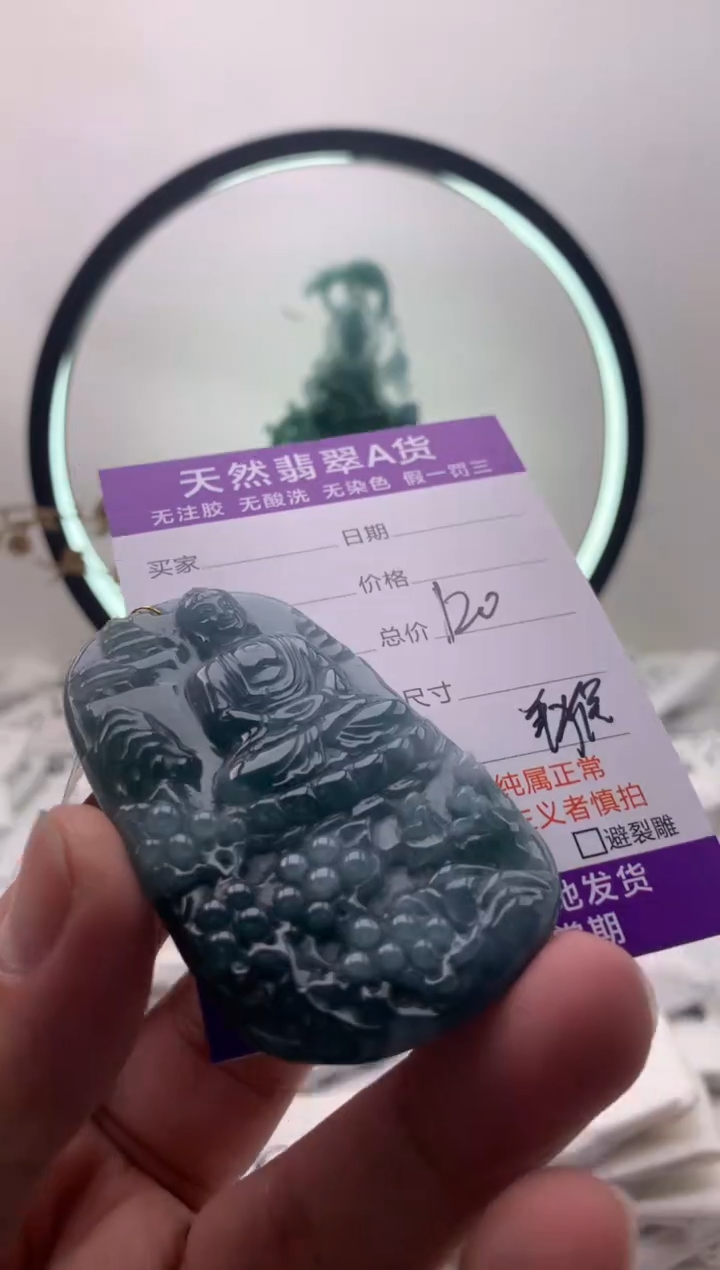 天然翡翠A货
无注胶 无酸洗 无染色 假一罚三
买家 日期
价格
总价 120
尺寸
纯属正常
义者慎拍
避裂雕
地发货
期